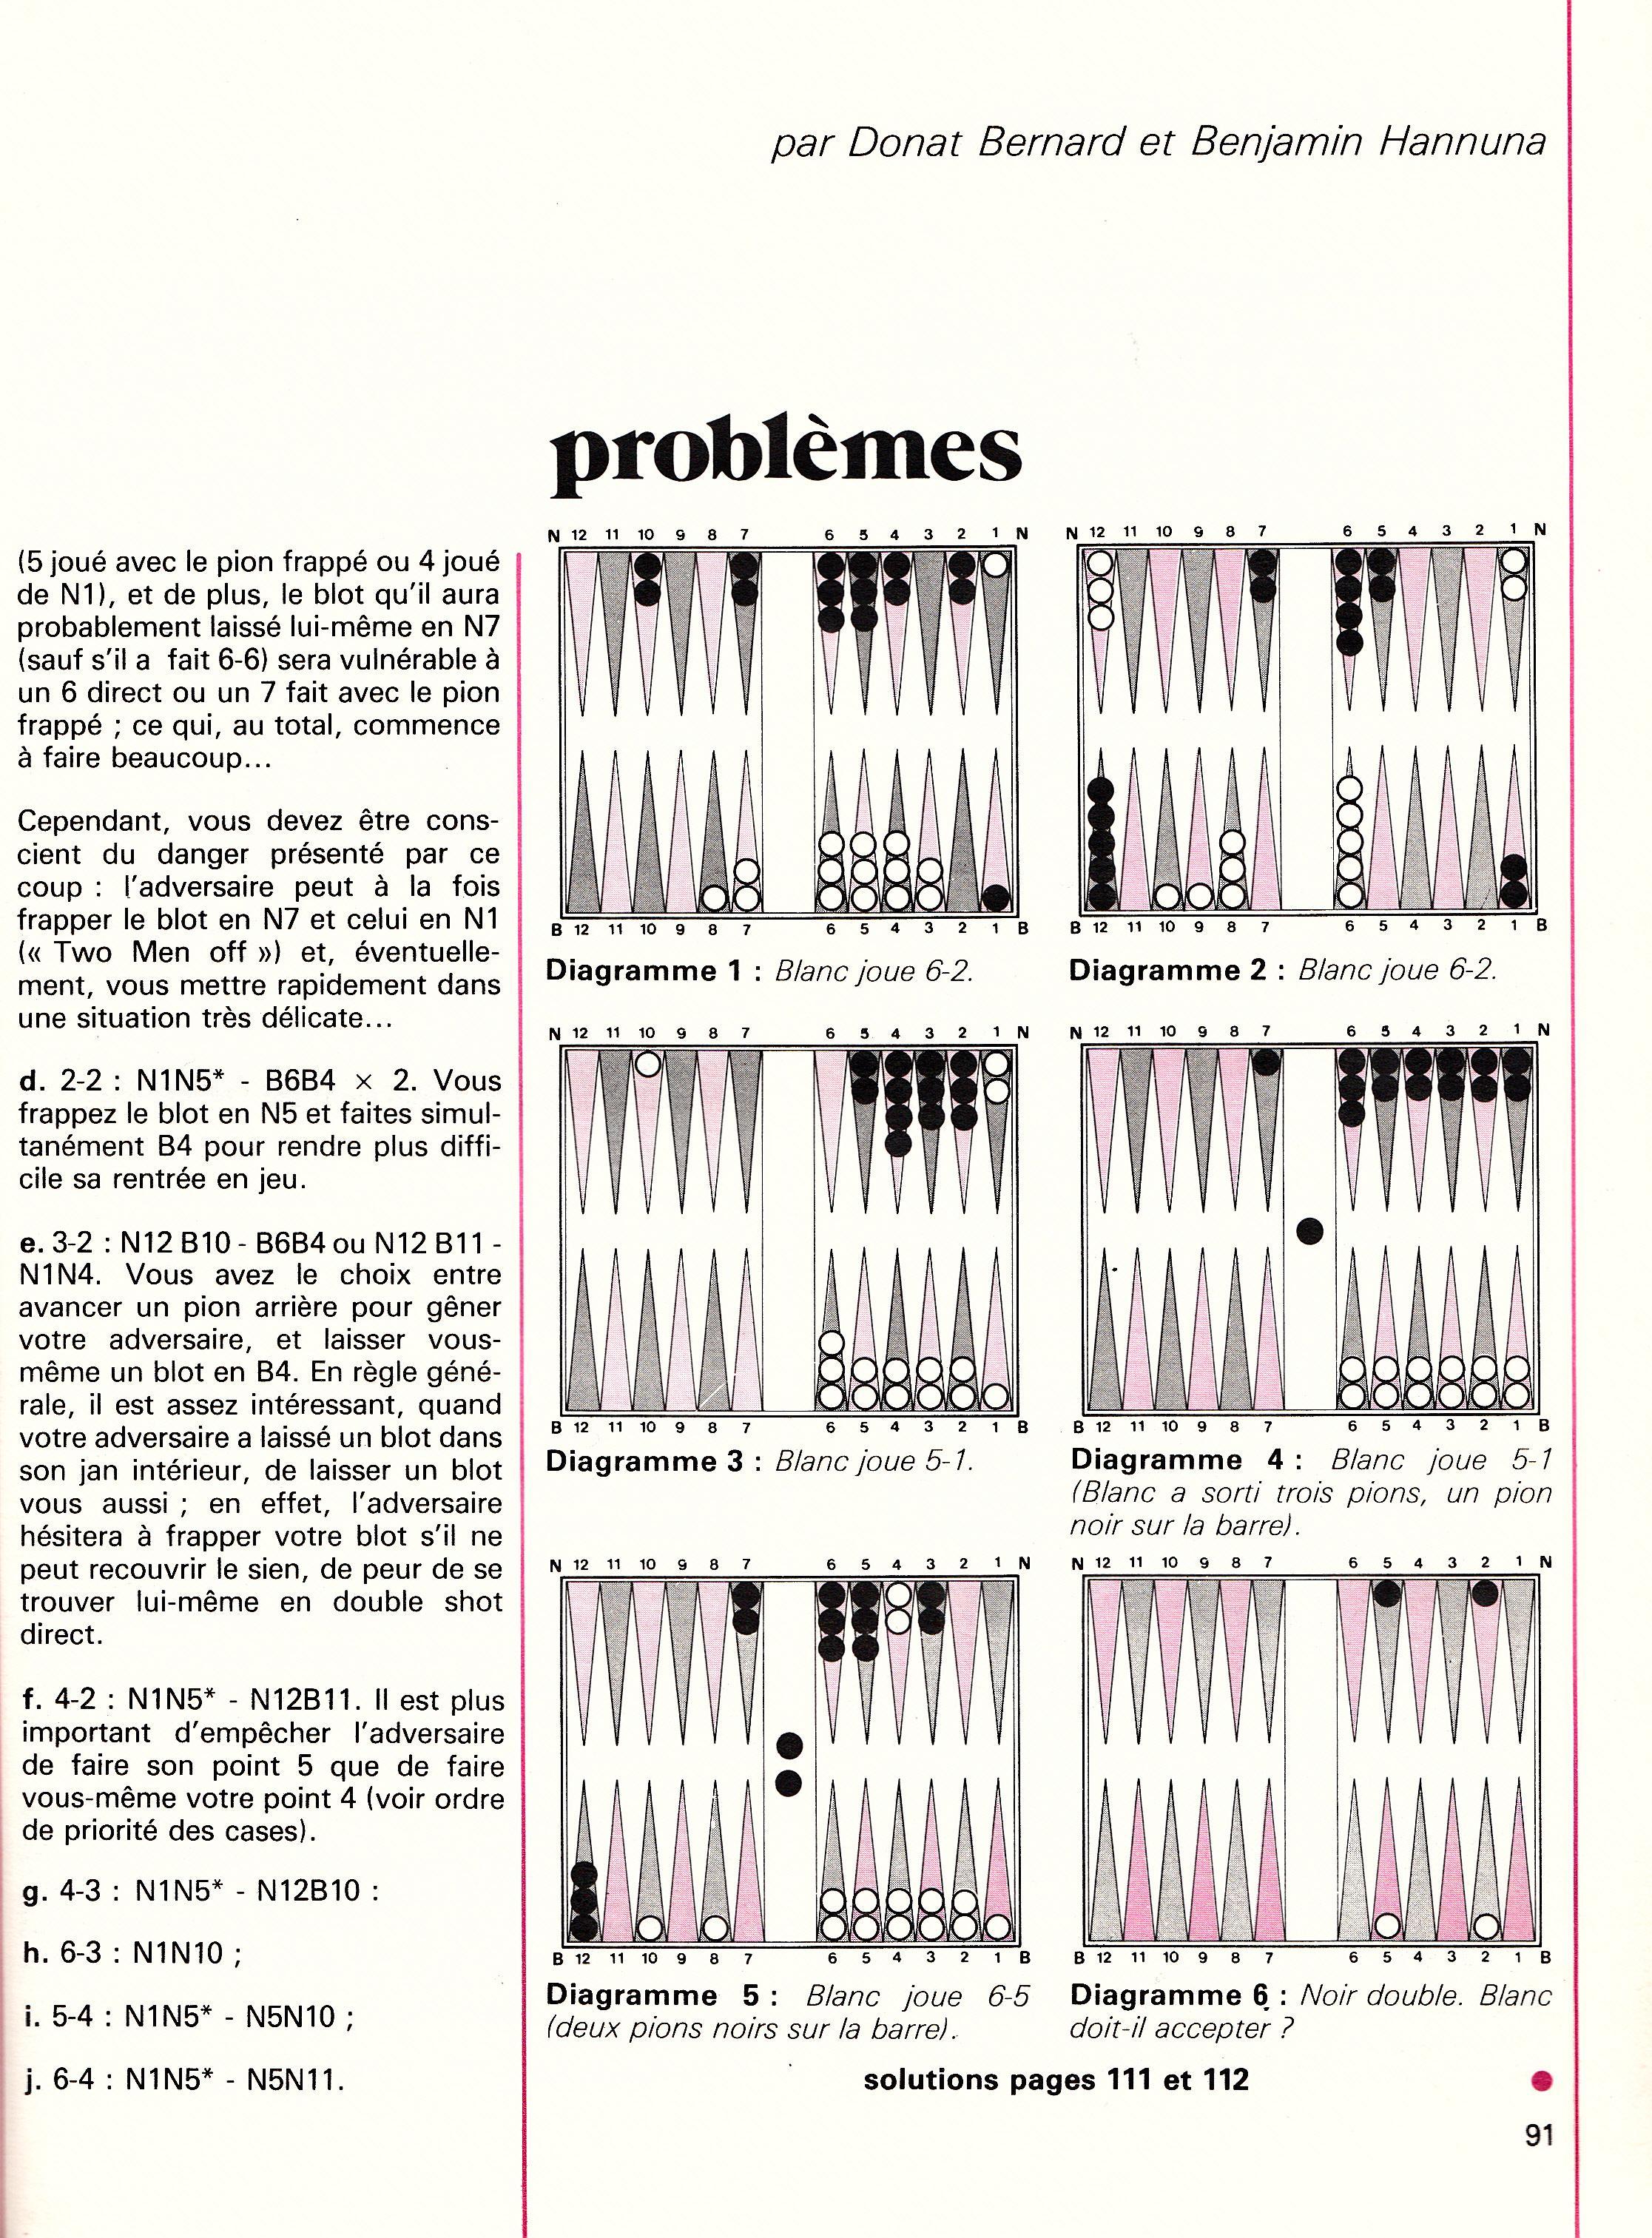 par Donat Bernard et Benjamin Hannuna
(5 joué avec le pion frappé ou 4 joué
de N1), et de plus, le blot qu'il aura
probablement laissé lui-même en N7
(sauf s'il a fait 6-6) sera vulnérable à
un 6 direct ou un 7 fait avec le pion
frappé ; ce qui, au total, commence
à faire beaucoup...
Cependant, vous devez être cons-
cient du danger présenté par ce
coup : l'adversaire peut à la fois
frapper le blot en N7 et celui en N1
(« Two Men off ») et, éventuelle-
ment, vous mettre rapidement dans
une situation très délicate...
d. 2-2 : N1N5* - B6B4 × 2. Vous
frappez le blot en N5 et faites simul-
tanément B4 pour rendre plus diffi-
cile sa rentrée en jeu.
e. 3-2 : N12 B10 - B6B4 ou N12 B11 -
N1N4. Vous avez le choix entre
avancer un pion arrière pour gêner
votre adversaire, et laisser vous-
même un blot en B4. En règle géné-
rale, il est assez intéressant, quand
votre adversaire a laissé un blot dans
son jan intérieur, de laisser un blot
vous aussi ; en effet, l'adversaire
hésitera à frapper votre blot s'il ne
peut recouvrir le sien, de peur de se
trouver lui-même en double shot
direct.
f. 4-2 : N1N5* - N12B11. Il est plus
important d'empêcher l'adversaire
de faire son point 5 que de faire
vous-même votre point 4 (voir ordre
de priorité des cases).
g. 4-3 : N1N5* - N12B10 :
h. 6-3 : N1N10 ;
i. 5-4 : N1N5* - N5N10 ;
j. 6-4 : N1N5* - N5N11.
problèmes
N 12 11 10 9 8 7 6 5 4 3 2 1 N
B 12 11 10 9 8 7 6 5 4 3 2 1 B
Diagramme 1 : Blanc joue 6-2.
N 12 11 10 9 8 7 6 5 4 3 2 1 N
B 12 11 10 9 8 7 6 5 4 3 2 1 B
Diagramme 2 : Blanc joue 6-2.
N 12 11 10 9 8 7 6 5 4 3 2 1 N
B 12 11 10 9 8 7 6 5 4 3 2 1 B
Diagramme 3 : Blanc joue 5-1.
N 12 11 10 9 8 7 6 5 4 3 2 1 N
B 12 11 10 9 8 7 6 5 4 3 2 1 B
Diagramme 4 : Blanc joue 5-1
(Blanc a sorti trois pions, un pion
noir sur la barre).
N 12 11 10 9 8 7 6 5 4 3 2 1 N
B 12 11 10 9 8 7 6 5 4 3 2 1 B
Diagramme 5 : Blanc joue 6-5
(deux pions noirs sur la barre).
N 12 11 10 9 8 7 6 5 4 3 2 1 N
B 12 11 10 9 8 7 6 5 4 3 2 1 B
Diagramme 6 : Noir double. Blanc
doit-il accepter ?
solutions pages 111 et 112
91